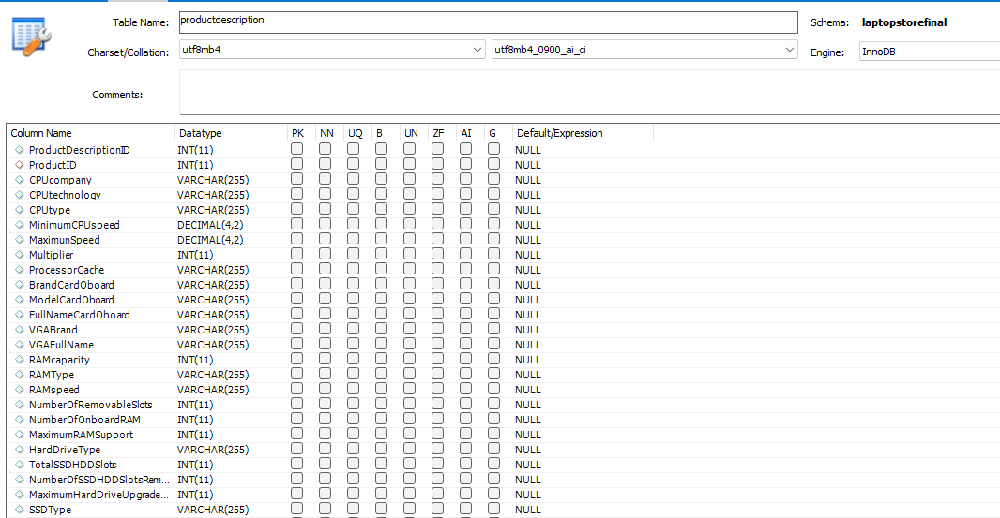 Table Name: productdescription Schema: laptopstorefinal
Charset/Collation: utf8mb4 utf8mb4_0900_ai_ci Engine: InnoDB
Comments:
Column Name Datatype PK NN UQ B UN ZF AI G Default/Expression
ProductDescriptionID INT(11) NULL
ProductID INT(11) NULL
CPUcompany VARCHAR(255) NULL
CPUtechnology VARCHAR(255) NULL
CPUtype VARCHAR(255) NULL
MinimumCPUspeed DECIMAL(4,2) NULL
MaximunSpeed DECIMAL(4,2) NULL
Multiplier INT(11) NULL
ProcessorCache VARCHAR(255) NULL
BrandCardOboard VARCHAR(255) NULL
ModelCardOboard VARCHAR(255) NULL
FullNameCardOboard VARCHAR(255) NULL
VGABrand VARCHAR(255) NULL
VGAFullName VARCHAR(255) NULL
RAMcapacity INT(11) NULL
RAMType VARCHAR(255) NULL
RAMspeed VARCHAR(255) NULL
NumberOfRemovableSlots INT(11) NULL
NumberOfOnboardRAM INT(11) NULL
MaximumRAMSupport INT(11) NULL
HardDriveType VARCHAR(255) NULL
TotalSSDHDDSlots INT(11) NULL
NumberOfSSDHDDSlotsRem... INT(11) NULL
MaximumHardDriveUpgrade... INT(11) NULL
SSDType VARCHAR(255) NULL